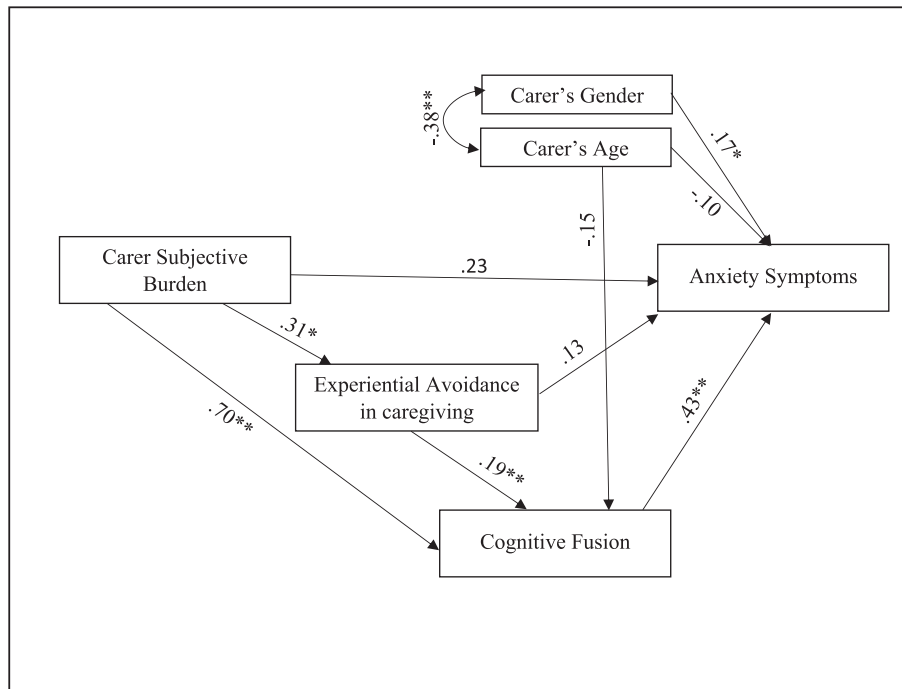 Carer's Gender
-.38**
Carer's Age
.17*
-.10
-.15
Carer Subjective
Burden
.23
Anxiety Symptoms
.31*
.13
Experiential Avoidance
in caregiving
.70**
.43**
.19**
Cognitive Fusion